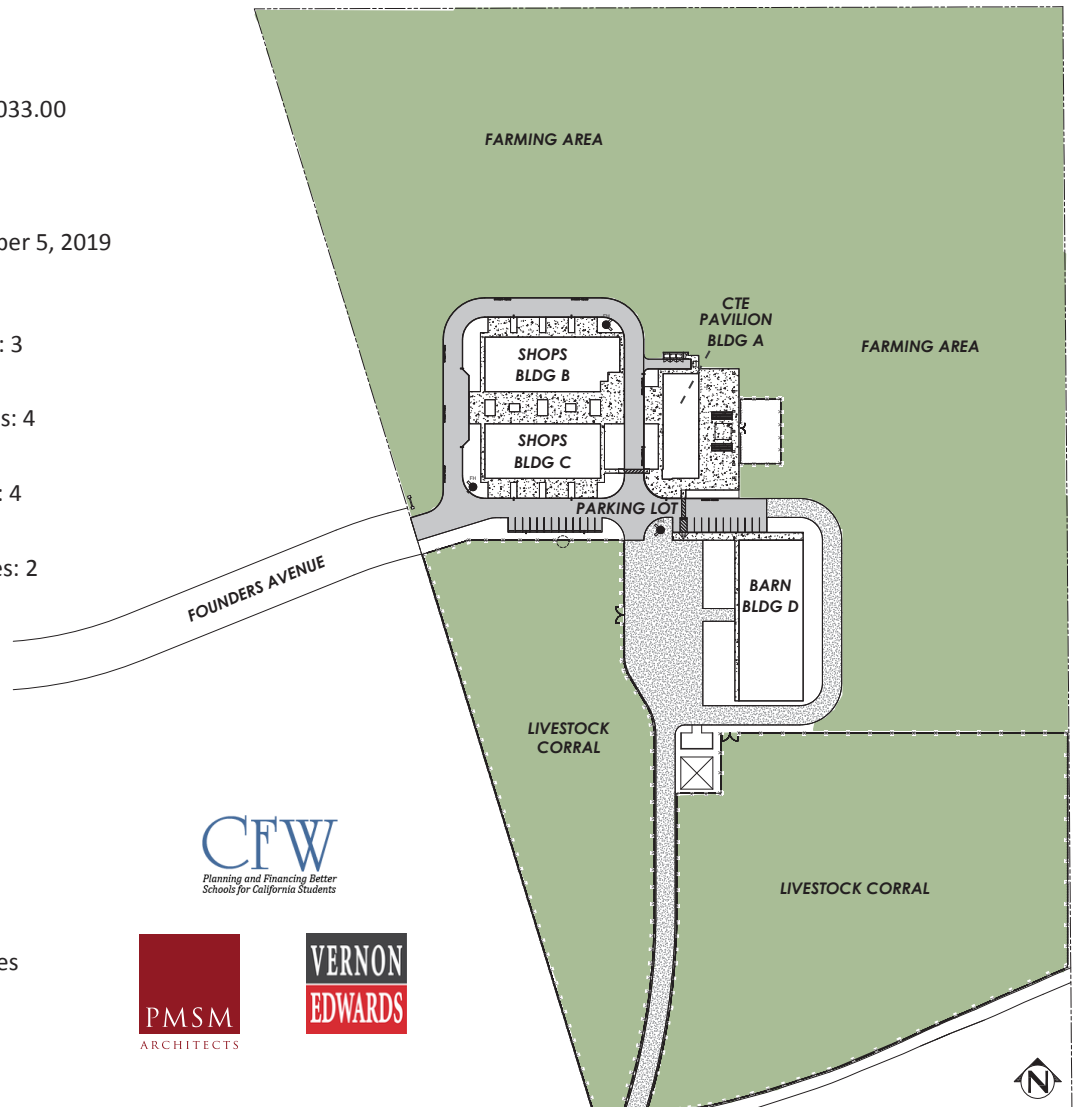 033.00
ber 5, 2019
: 3
s: 4
: 4
es: 2
es
FARMING AREA
CTE
PAVILION
BLDG A
FARMING AREA
SHOPS
BLDG B
SHOPS
BLDG C
PARKING LOT
FOUNDERS AVENUE
BARN
BLDG D
LIVESTOCK
CORRAL
LIVESTOCK CORRAL
CFW
Planning and Financing Better
Schools for California Students
PMSM
ARCHITECTS
VERNON
EDWARDS
N